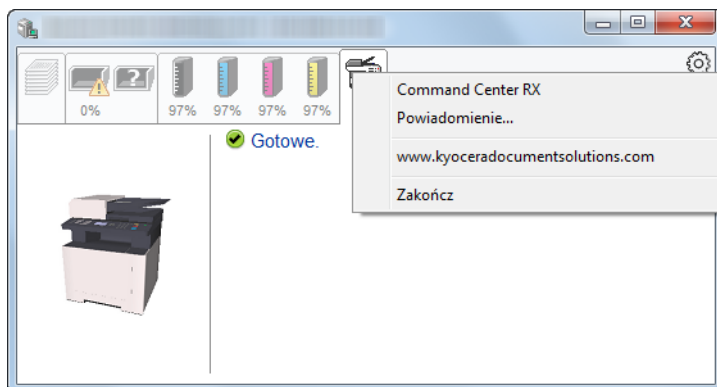 0% 97% 97% 97% 97%
Gotowe.
Command Center RX
Powiadomienie...
www.kyoceradocumentsolutions.com
Zakończ